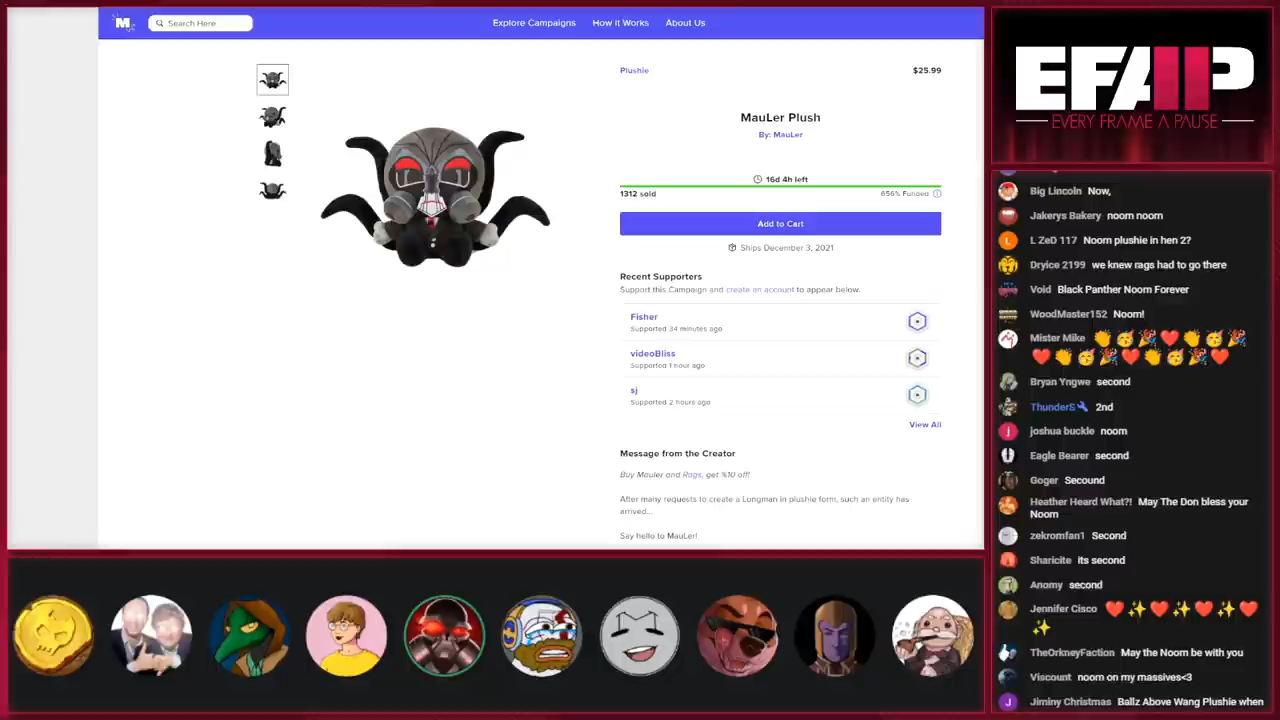 M
Search Here
Explore Campaigns
How it Works
About Us
Plushie
$25.99
MauLer Plush
By: MauLer
16d 4h left
1312 sold
656% Funded
Add to Cart
Ships December 3, 2021
Recent Supporters
Support this Campaign and create an account to appear below.
Fisher
Supported 34 minutes ago
videoBliss
Supported 1 hour ago
sj
Supported 2 hours ago
View All
Message from the Creator
Buy Mauler and Rags, get %10 off!
After many requests to create a Longman in plushie form, such an entity has
arrived...
Say hello to MauLer!
EFAP
EVERY FRAME A PAUSE
Big Lincoln Now,
Jakerys Bakery noom noom
L ZeD 117 Noom plushie in hen 2?
Dryice 2199 we knew rags had to go there
Void Black Panther Noom Forever
WoodMaster152 Noom!
Mister Mike 👏🥳🎉❤️👏🥳🎉
❤️👏🥳🎉❤️👏🥳🎉❤️
Bryan Yngwe second
ThunderS🔧 2nd
joshua buckle noom
Eagle Bearer second
Goger Secound
Heather Heard What?! May The Don bless your
Noom
zekromfan1 Second
Sharicite its second
Anomy second
Jennifer Cisco ❤️✨❤️✨❤️✨❤️
✨
TheOrkneyFaction May the Noom be with you
Viscount noom on my massives<3
Jiminy Christmas Ballz Above Wang Plushie when